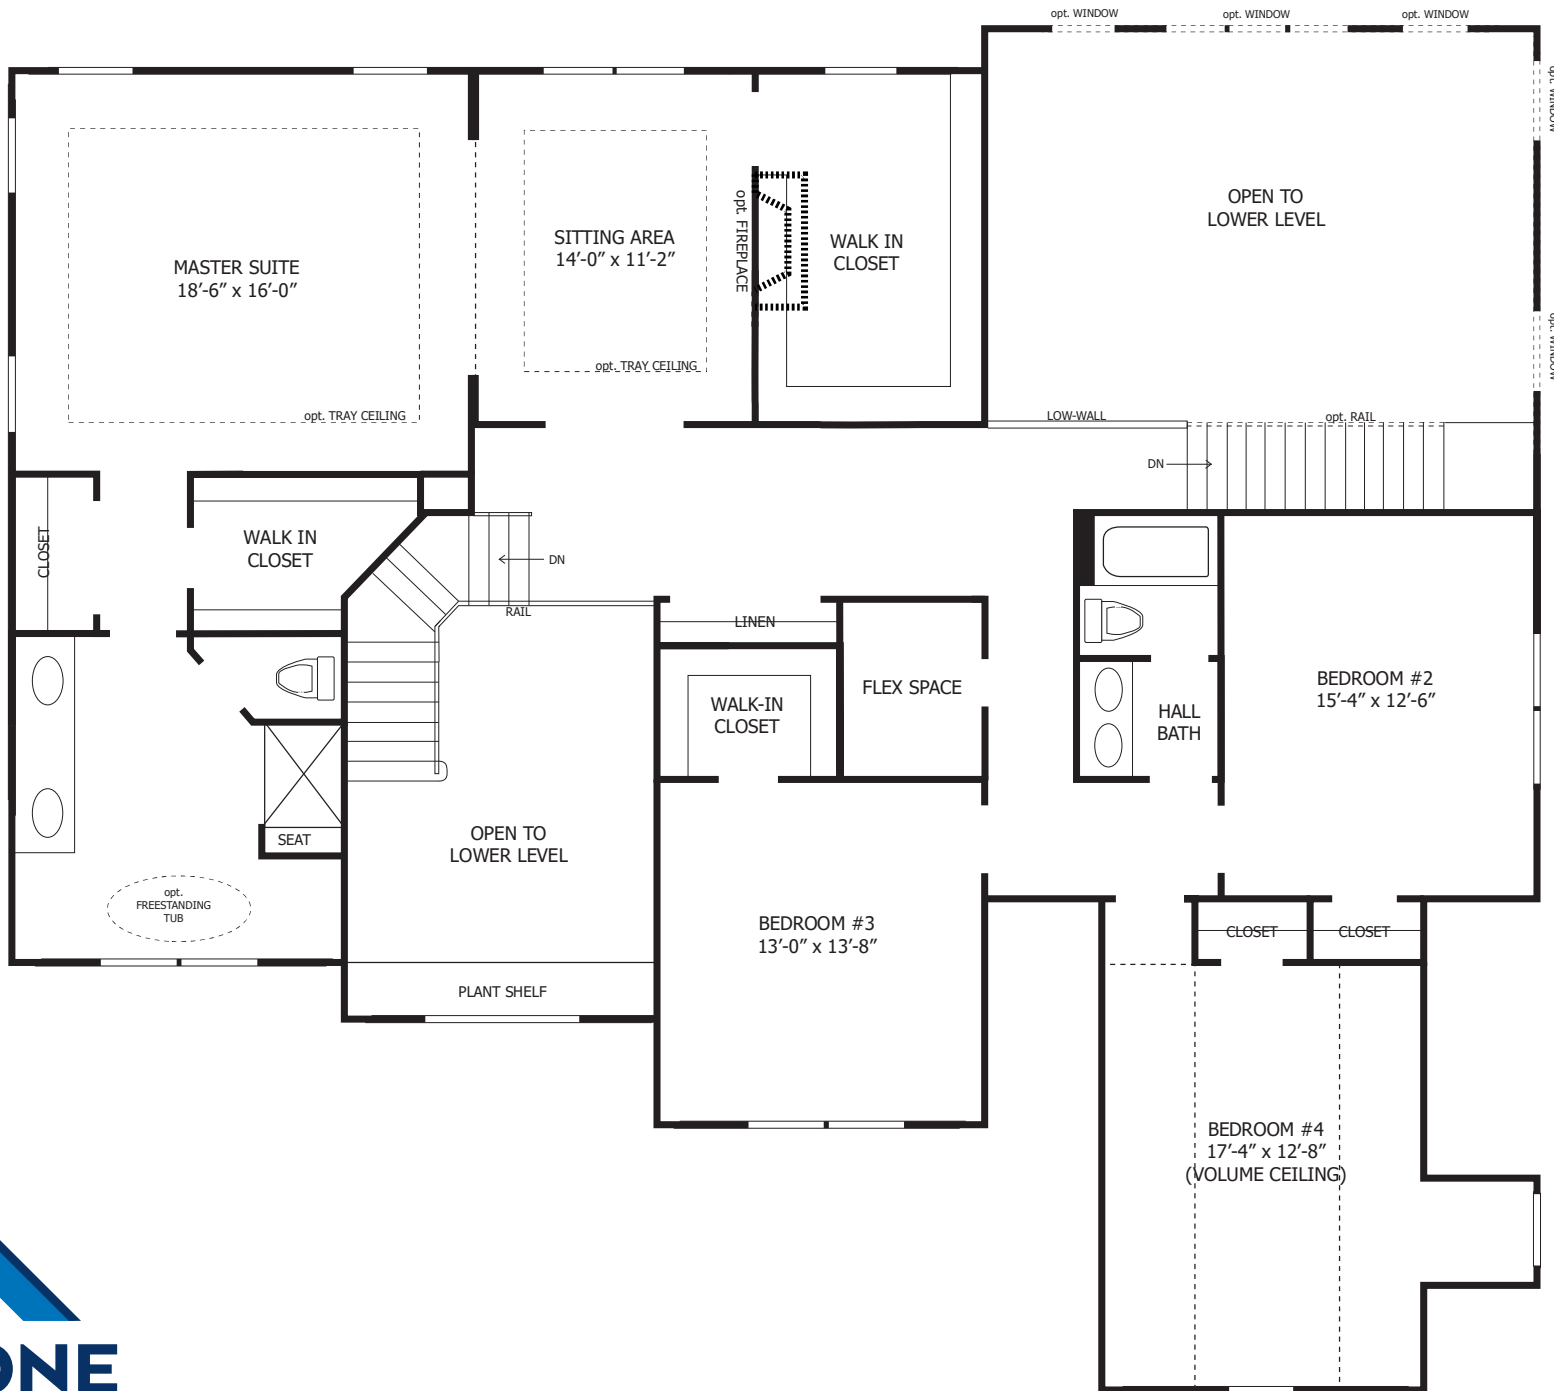 opt. WINDOW
opt. WINDOW
opt. WINDOW
opt. WINDOW
OPEN TO
LOWER LEVEL
SITTING AREA
14'-0" x 11'-2"
opt. FIREPLACE
WALK IN
CLOSET
MASTER SUITE
18'-6" x 16'-0"
opt. WINDOW
opt. TRAY CEILING
opt. TRAY CEILING
LOW-WALL
opt. RAIL
DN
CLOSET
WALK IN
CLOSET
DN
RAIL
LINEN
FLEX SPACE
WALK-IN
CLOSET
HALL
BATH
BEDROOM #2
15'-4" x 12'-6"
SEAT
OPEN TO
LOWER LEVEL
opt.
FREESTANDING
TUB
BEDROOM #3
13'-0" x 13'-8"
CLOSET
CLOSET
PLANT SHELF
BEDROOM #4
17'-4" x 12'-8"
(VOLUME CEILING)
ONE